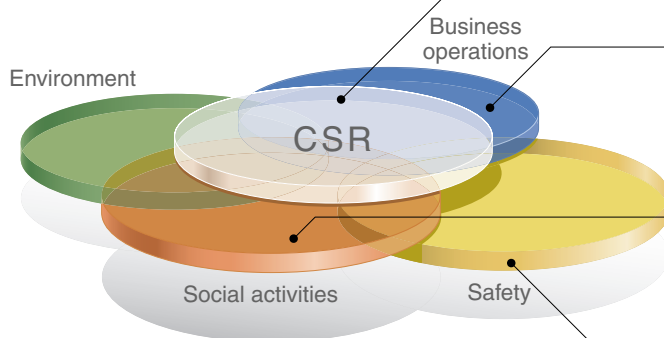 Business
operations
Environment
CSR
Social activities
Safety